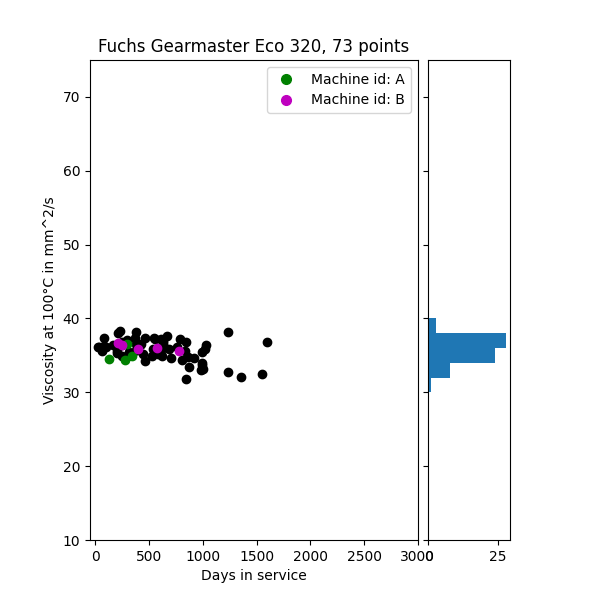 Fuchs Gearmaster Eco 320, 73 points
Machine id: A
Machine id: B
Viscosity at 100°C in mm^2/s
70
60
50
40
30
20
10
0 500 1000 1500 2000 2500 3000
0 25
Days in service